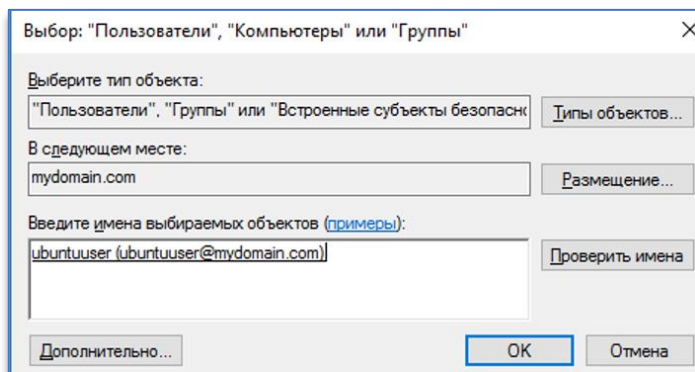 Выбор: "Пользователи", "Компьютеры" или "Группы"
Выберите тип объекта:
"Пользователи", "Группы" или "Встроенные субъекты безопасно
Типы объектов...
В следующем месте:
mydomain.com
Размещение...
Введите имена выбираемых объектов (примеры):
ubuntuuser (ubuntuuser@mydomain.com)
Проверить имена
Дополнительно...
OK
Отмена